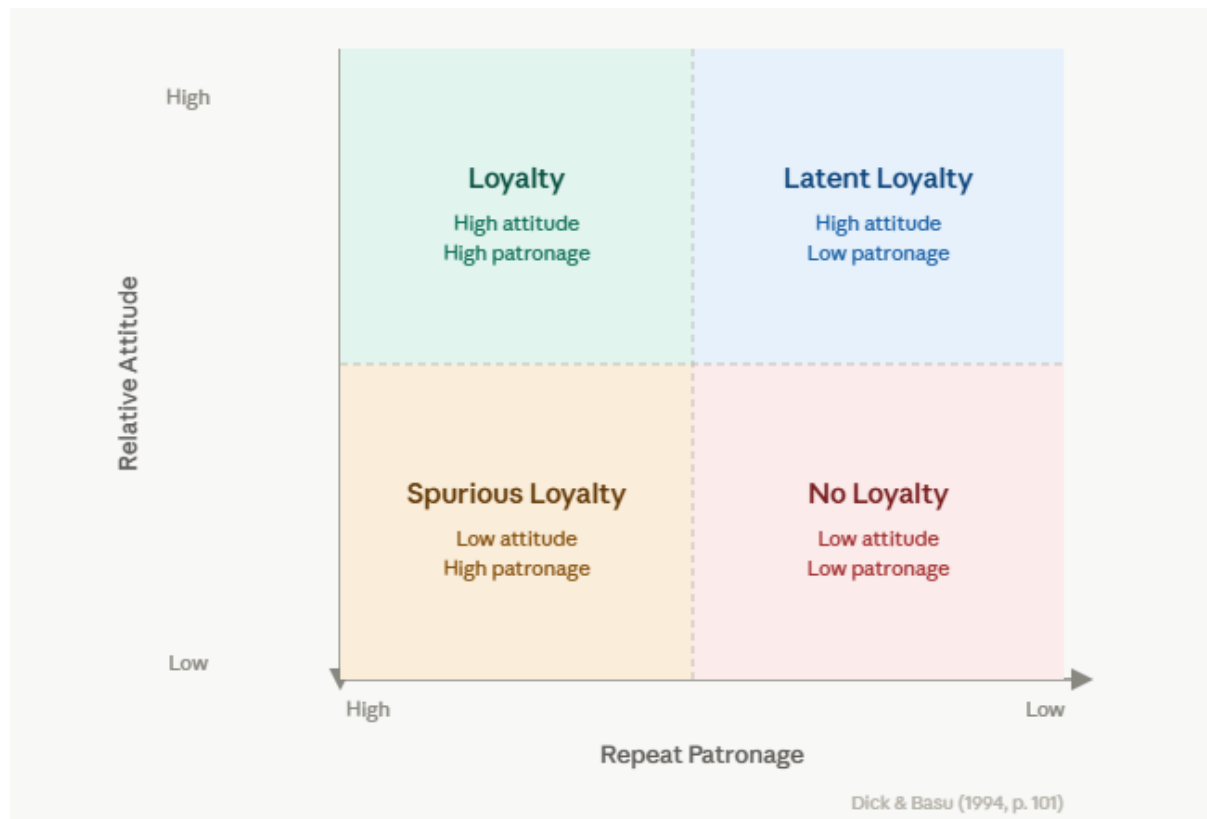 High
Loyalty
High attitude
High patronage
Latent Loyalty
High attitude
Low patronage
Relative Attitude
Spurious Loyalty
Low attitude
High patronage
No Loyalty
Low attitude
Low patronage
Low
High
Low
Repeat Patronage
Dick & Basu (1994, p. 101)